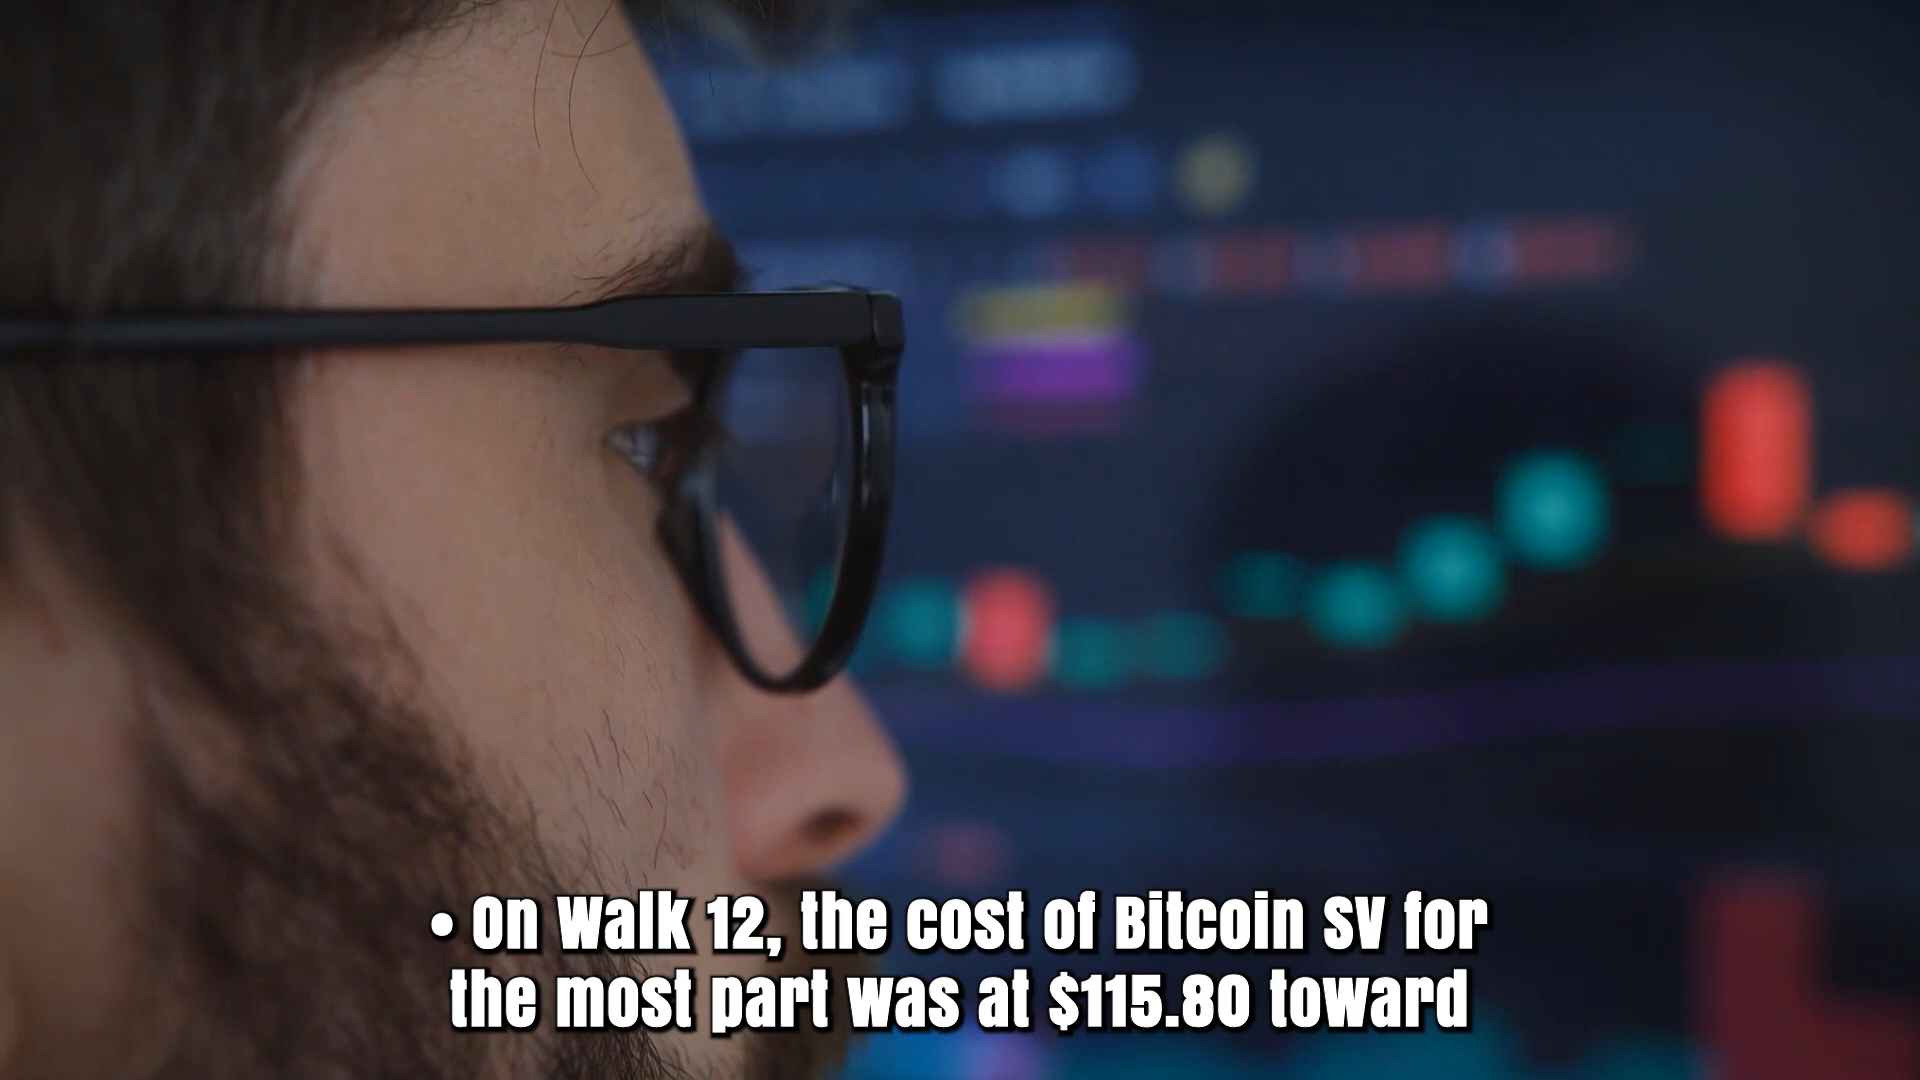 • On Walk 12, the cost of Bitcoin SV for
the most part was at $115.80 toward